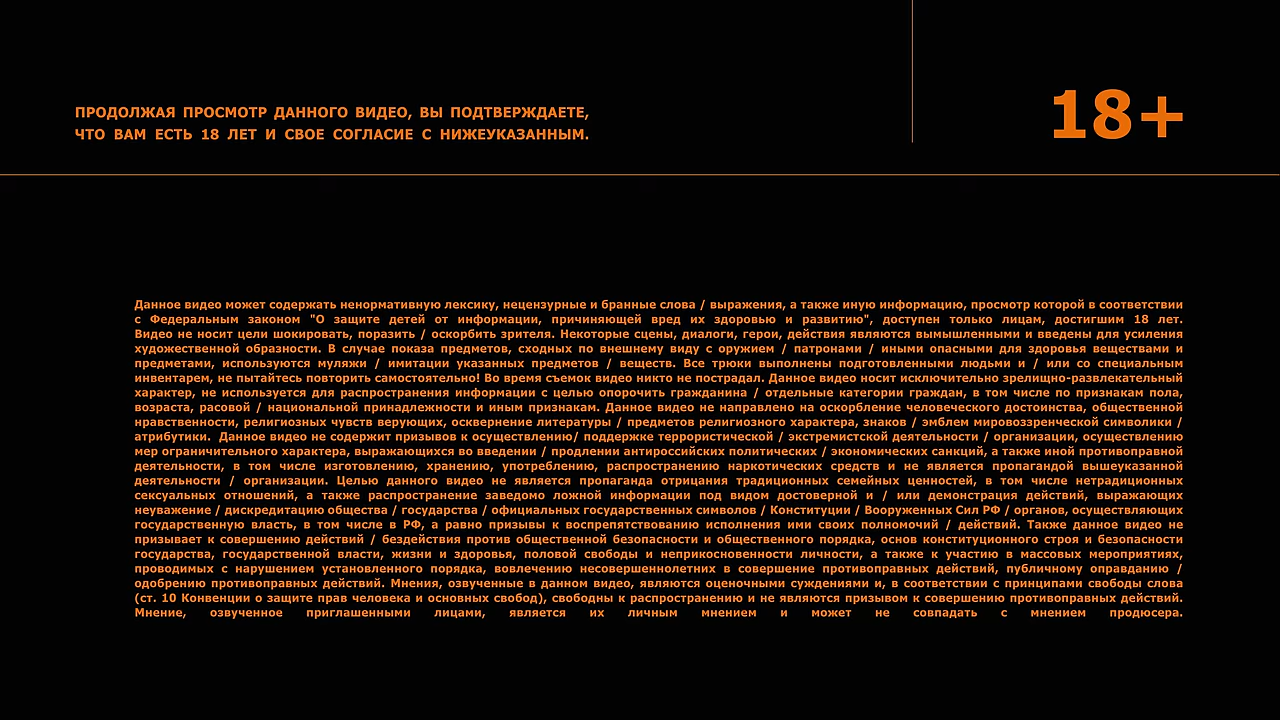 ПРОДОЛЖАЯ ПРОСМОТР ДАННОГО ВИДЕО, ВЫ ПОДТВЕРЖДАЕТЕ,
ЧТО ВАМ ЕСТЬ 18 ЛЕТ И СВОЕ СОГЛАСИЕ С НИЖЕУКАЗАННЫМ.
18+
Данное видео может содержать ненормативную лексику, нецензурные и бранные слова / выражения, а также иную информацию, просмотр которой в соответствии
с Федеральным законом "О защите детей от информации, причиняющей вред их здоровью и развитию", доступен только лицам, достигшим 18 лет.
Видео не носит цели шокировать, поразить / оскорбить зрителя. Некоторые сцены, диалоги, герои, действия являются вымышленными и введены для усиления
художественной образности. В случае показа предметов, сходных по внешнему виду с оружием / патронами / иными опасными для здоровья веществами и
предметами, используются муляжи / имитации указанных предметов / веществ. Все трюки выполнены подготовленными людьми и / или со специальным
инвентарем, не пытайтесь повторить самостоятельно! Во время съемок видео никто не пострадал. Данное видео носит исключительно зрелищно-развлекательный
характер, не используется для распространения информации с целью опорочить гражданина / отдельные категории граждан, в том числе по признакам пола,
возраста, расовой / национальной принадлежности и иным признакам. Данное видео не направлено на оскорбление человеческого достоинства, общественной
нравственности, религиозных чувств верующих, осквернение литературы / предметов религиозного характера, знаков / эмблем мировоззренческой символики /
атрибутики. Данное видео не содержит призывов к осуществлению/ поддержке террористической / экстремистской деятельности / организации, осуществлению
мер ограничительного характера, выражающихся во введении / продлении антироссийских политических / экономических санкций, а также иной противоправной
деятельности, в том числе изготовлению, хранению, употреблению, распространению наркотических средств и не является пропагандой вышеуказанной
деятельности / организации. Целью данного видео не является пропаганда отрицания традиционных семейных ценностей, в том числе нетрадиционных
сексуальных отношений, а также распространение заведомо ложной информации под видом достоверной и / или демонстрация действий, выражающих
неуважение / дискредитацию общества / государства / официальных государственных символов / Конституции / Вооруженных Сил РФ / органов, осуществляющих
государственную власть, в том числе в РФ, а равно призывы к воспрепятствованию исполнения ими своих полномочий / действий. Также данное видео не
призывает к совершению действий / бездействия против общественной безопасности и общественного порядка, основ конституционного строя и безопасности
государства, государственной власти, жизни и здоровья, половой свободы и неприкосновенности личности, а также к участию в массовых мероприятиях,
проводимых с нарушением установленного порядка, вовлечению несовершеннолетних в совершение противоправных действий, публичному оправданию /
одобрению противоправных действий. Мнения, озвученные в данном видео, являются оценочными суждениями и, в соответствии с принципами свободы слова
(ст. 10 Конвенции о защите прав человека и основных свобод), свободны к распространению и не являются призывом к совершению противоправных действий.
Мнение, озвученное приглашенными лицами, является их личным мнением и может не совпадать с мнением продюсера.